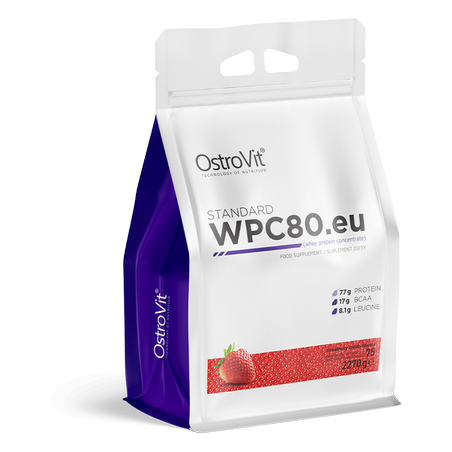 OstroVit®
TECHNOLOGY OF NUTRITION
STANDARD
WPC80.eu
(whey protein concentrate)
FOOD SUPPLEMENT / SUPLEMENT DIETY
77g PROTEIN
17g BCAA
8.1g LEUCINE
75
2270g
OstroVit®